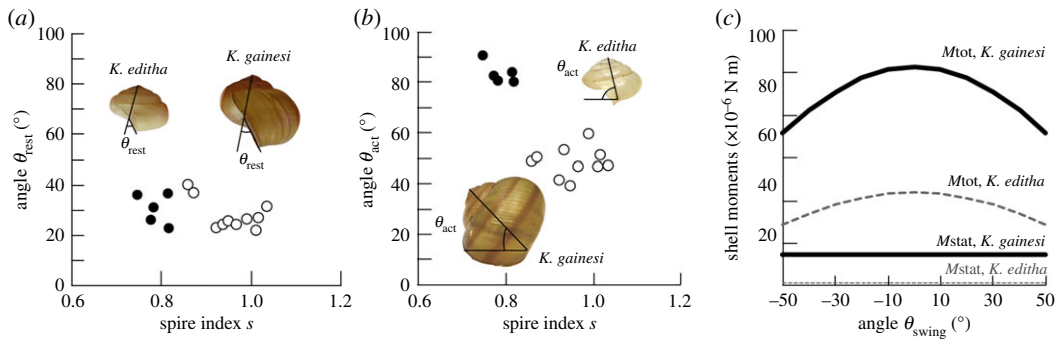 (a)
100
80
60
40
20
0
0.6
0.8
1.0
1.2
angle θrest (°)
spire index s
K. editha
K. gainesi
θrest
θrest
(b)
100
80
60
40
20
0
0.6
0.8
1.0
1.2
angle θact (°)
spire index s
K. editha
θact
θact
K. gainesi
(c)
100
80
60
40
20
0
–50
–30
–10
10
30
50
shell moments (×10–6 N m)
angle θswing (°)
Mtot, K. gainesi
Mtot, K. editha
Mstat, K. gainesi
Mstat, K. editha